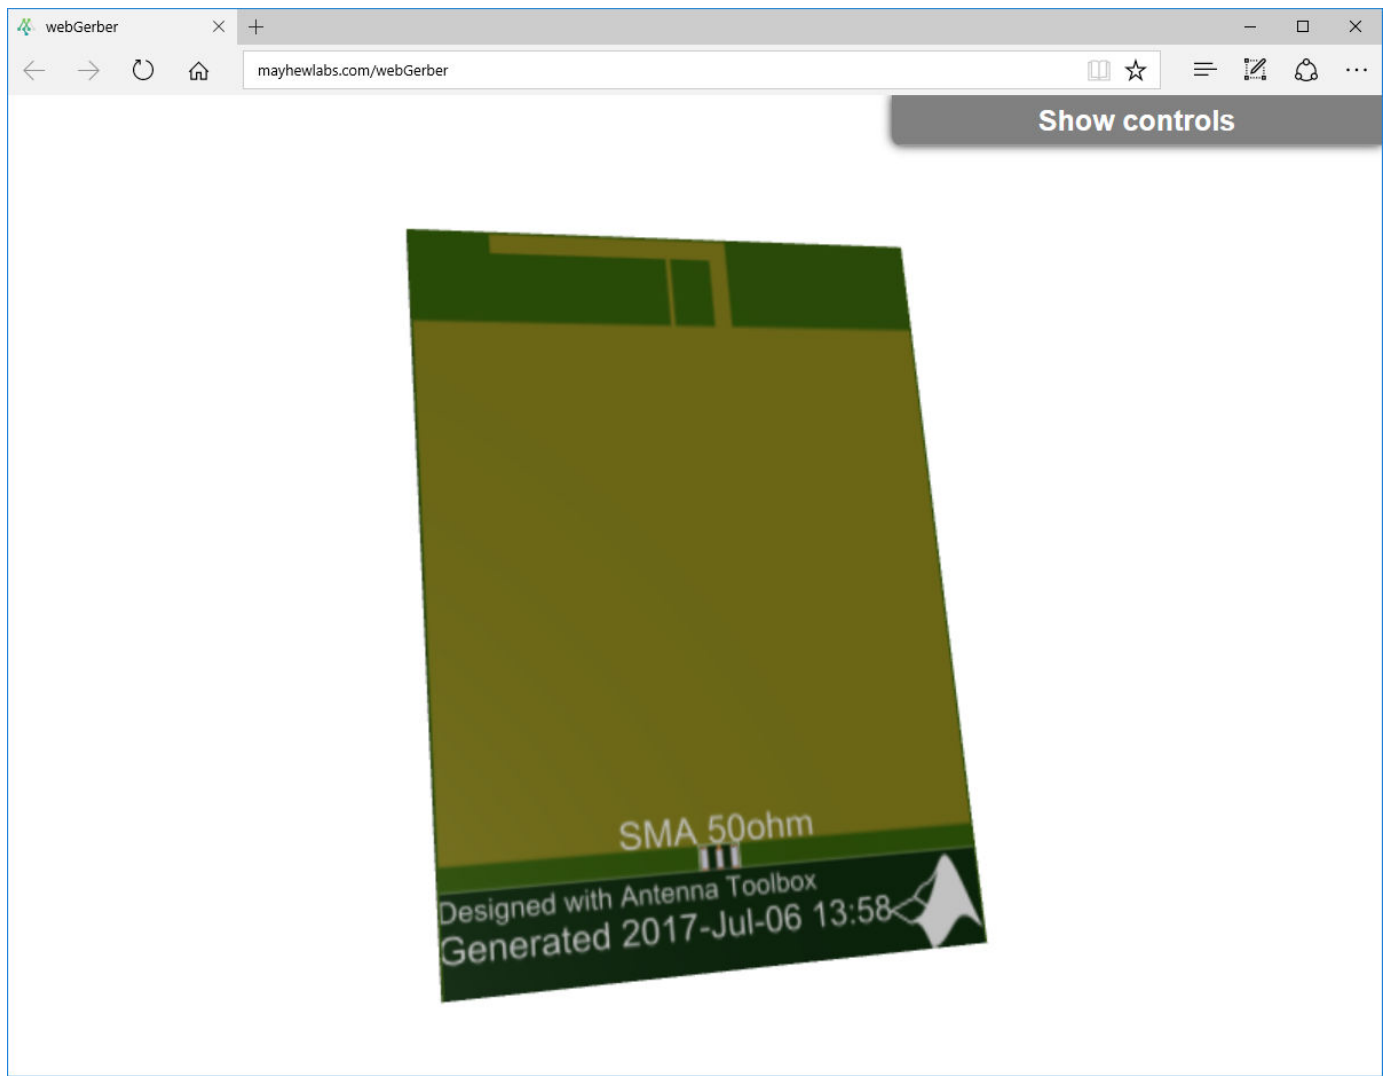 webGerber
mayhewlabs.com/webGerber
Show controls
SMA 50ohm
Designed with Antenna Toolbox
Generated 2017-Jul-06 13:58